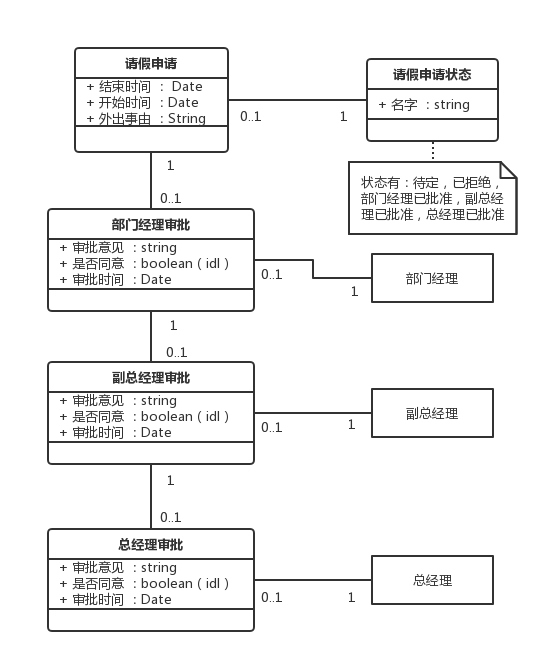 请假申请
+ 结束时间 ： Date
+ 开始时间 ：Date
+ 外出事由 ：String
请假申请状态
+ 名字 ：string
0..1
1
1
0..1
状态有：待定，已拒绝，
部门经理已批准，副总经
理已批准，总经理已批准
部门经理审批
+ 审批意见 ：string
+ 是否同意 ：boolean（idl）
+ 审批时间 ：Date
0..1
1
部门经理
1
0..1
副总经理审批
+ 审批意见 ：string
+ 是否同意 ：boolean（idl）
+ 审批时间 ：Date
0..1
1
副总经理
1
0..1
总经理审批
+ 审批意见 ：string
+ 是否同意 ：boolean（idl）
+ 审批时间 ：Date
0..1
1
总经理